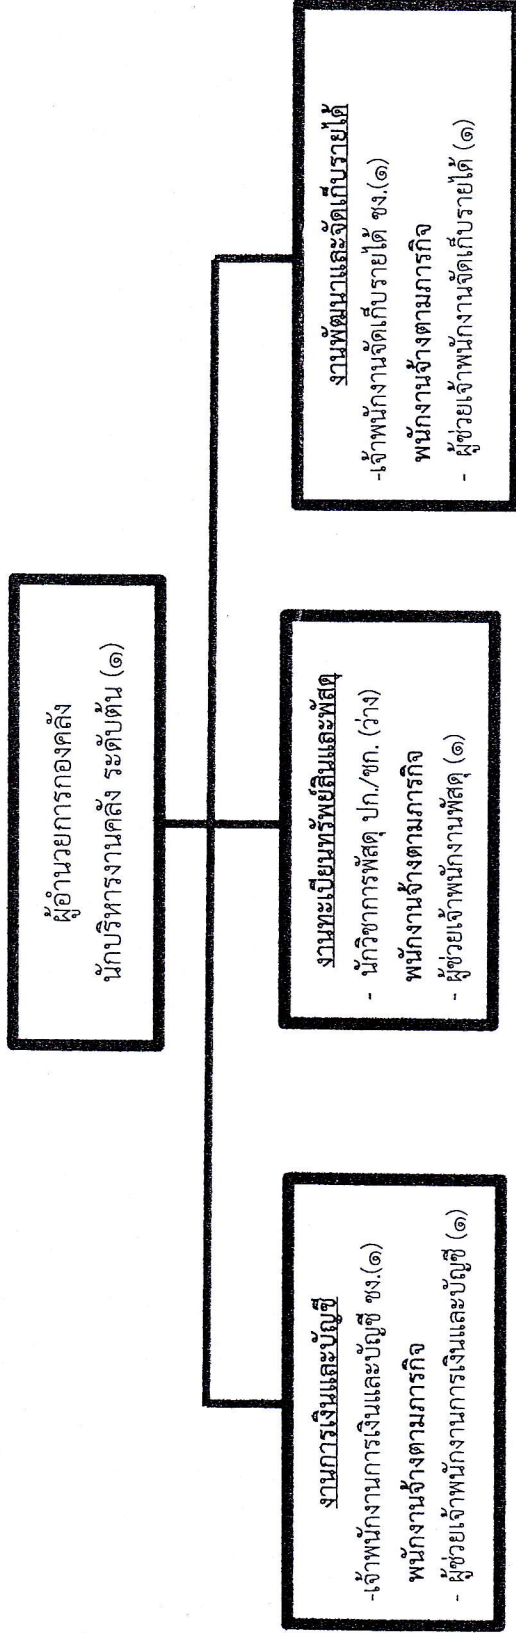 ผู้อำนวยการกองคลัง
นักบริหารงานคลัง ระดับต้น (๑)
งานการเงินและบัญชี
-เจ้าพนักงานการเงินและบัญชี ชง.(๑)
พนักงานจ้างตามภารกิจ
- ผู้ช่วยเจ้าพนักงานการเงินและบัญชี (๑)
งานทะเบียนทรัพย์สินและพัสดุ
- นักวิชาการพัสดุ ปก./ชก. (ว่าง)
พนักงานจ้างตามภารกิจ
- ผู้ช่วยเจ้าพนักงานพัสดุ (๑)
งานพัฒนาและจัดเก็บรายได้
-เจ้าพนักงานจัดเก็บรายได้ ชง.(๑)
พนักงานจ้างตามภารกิจ
- ผู้ช่วยเจ้าพนักงานจัดเก็บรายได้ (๑)